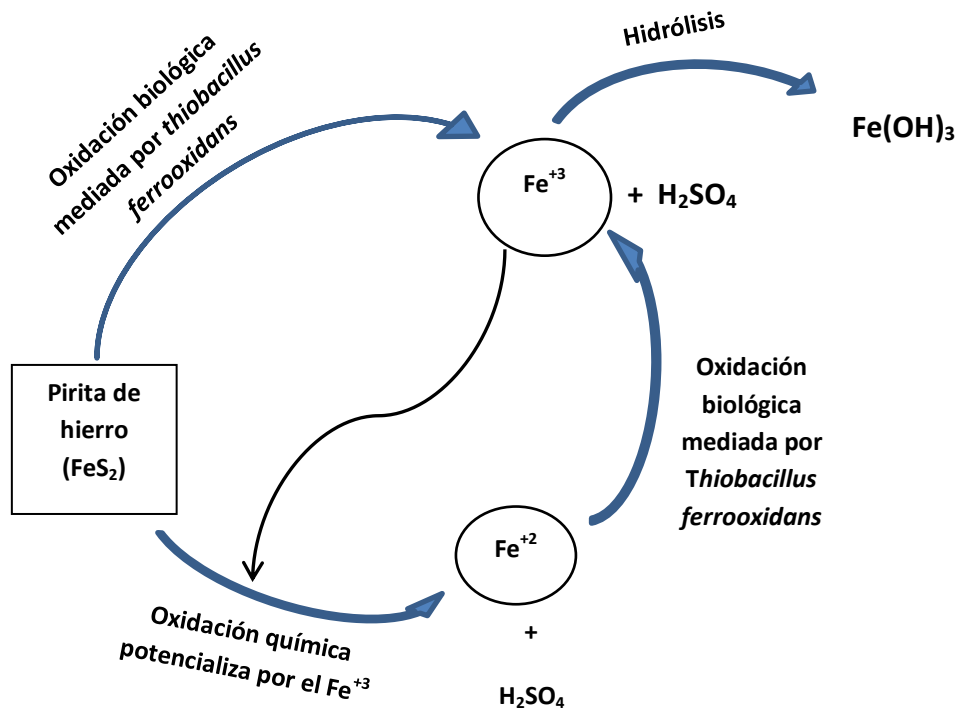 Hidrólisis
Oxidación biológica
mediada por thiobacillus
ferrooxidans
Fe(OH)₃
Fe⁺³
+ H₂SO₄
Pirita de
hierro
(FeS₂)
Oxidación
biológica
mediada por
Thiobacillus
ferrooxidans
Fe⁺²
+
H₂SO₄
Oxidación química
potencializa por el Fe⁺³